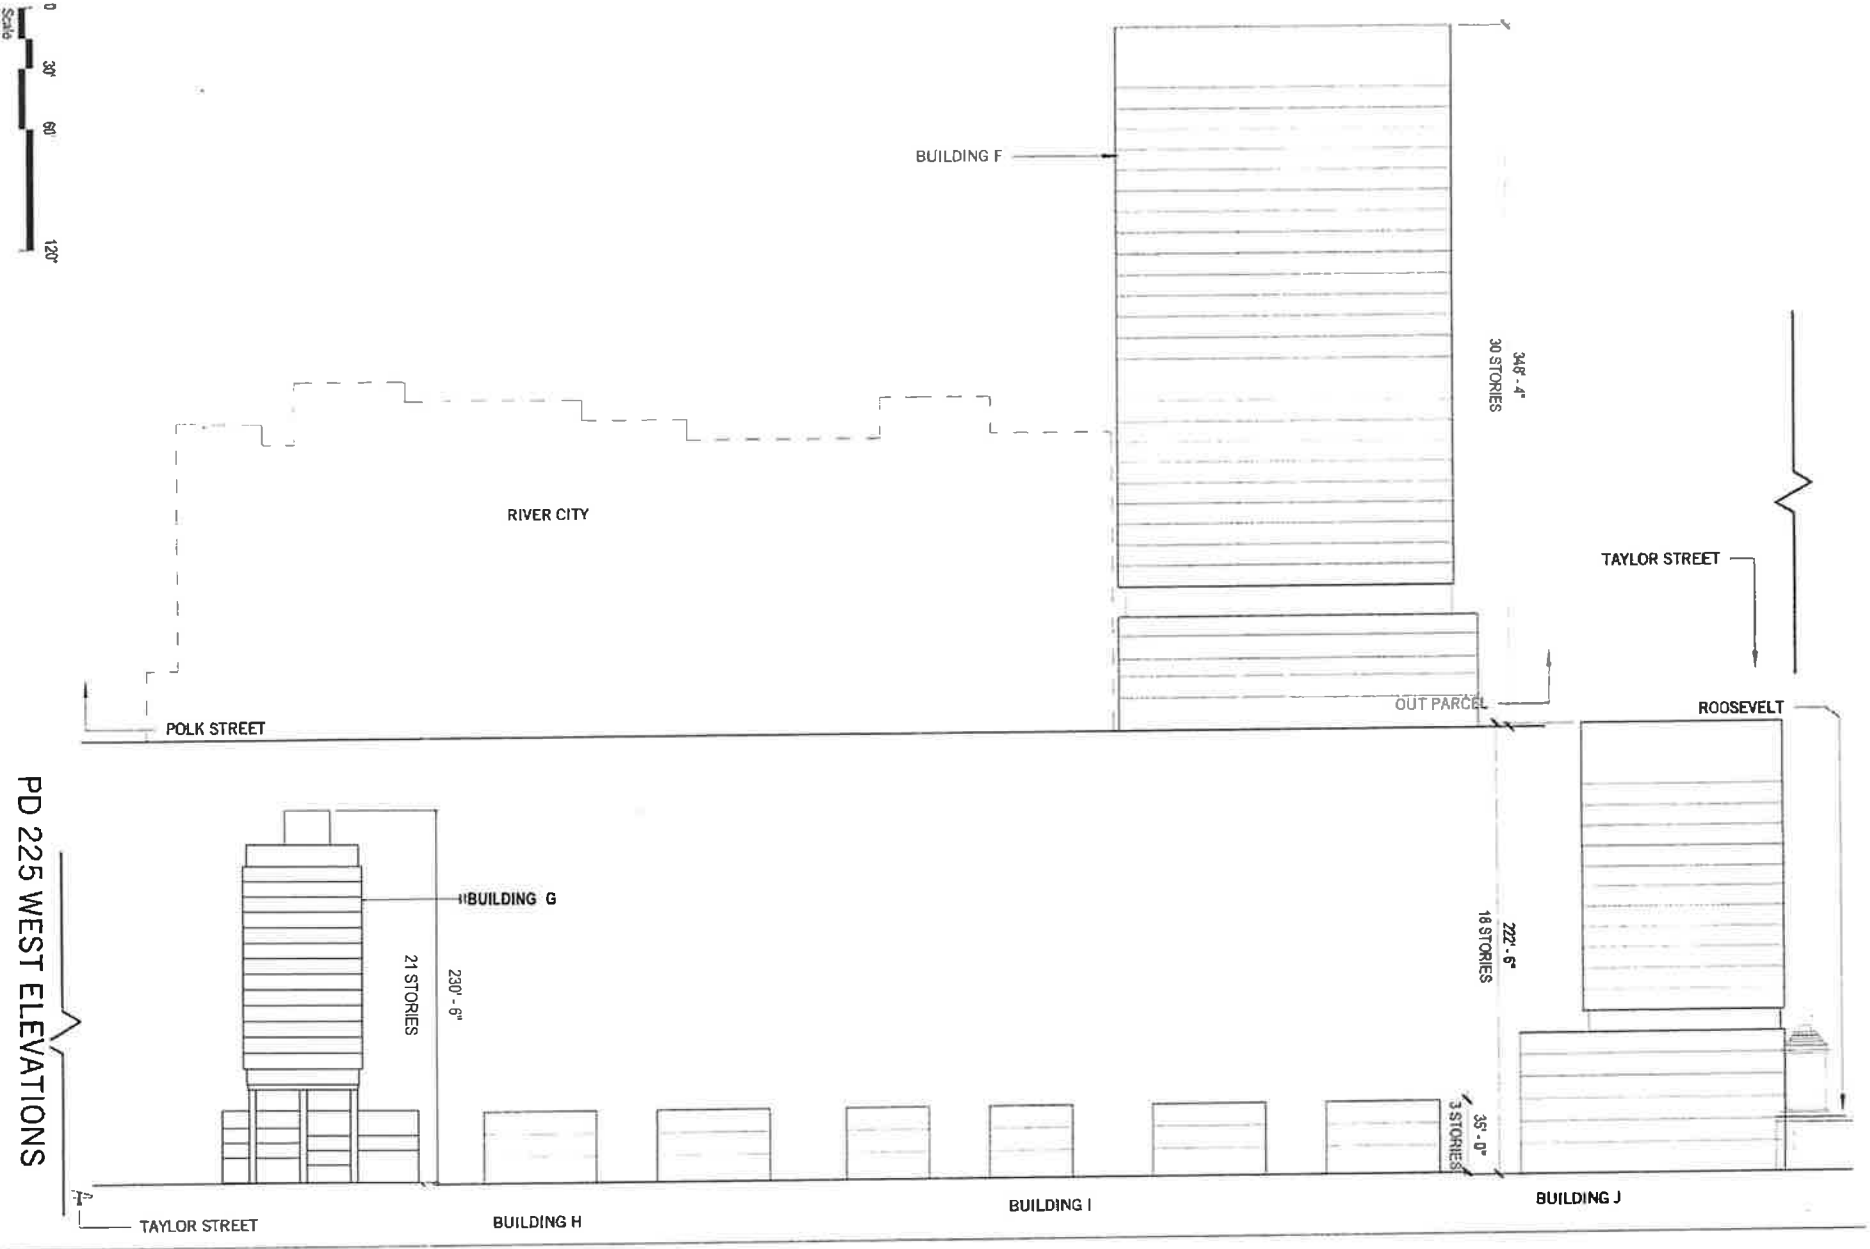 0 30' 60' 120'
Scale
BUILDING F
348' - 4"
30 STORIES
RIVER CITY
TAYLOR STREET
OUT PARCEL
ROOSEVELT
POLK STREET
BUILDING G
230' - 6"
21 STORIES
222' - 6"
18 STORIES
35' - 0"
3 STORIES
TAYLOR STREET
BUILDING H
BUILDING I
BUILDING J
PD 225 WEST ELEVATIONS